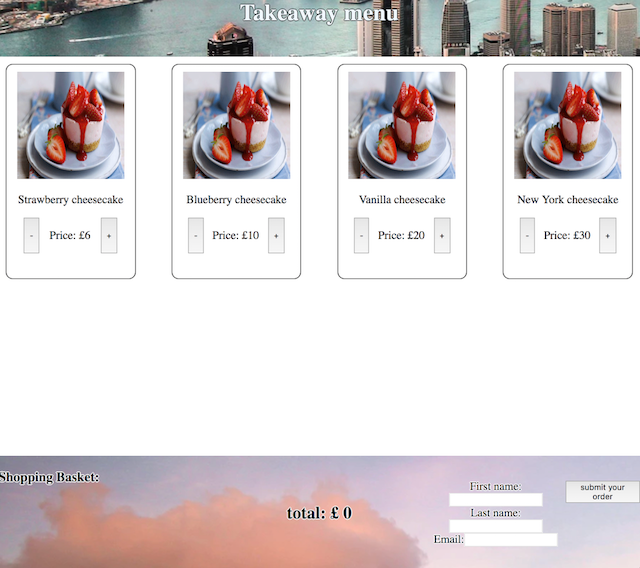 Takeaway menu
Strawberry cheesecake
- Price: £6 +
Blueberry cheesecake
- Price: £10 +
Vanilla cheesecake
- Price: £20 +
New York cheesecake
- Price: £30 +
Shopping Basket:
total: £ 0
First name:
Last name:
Email:
submit your
order